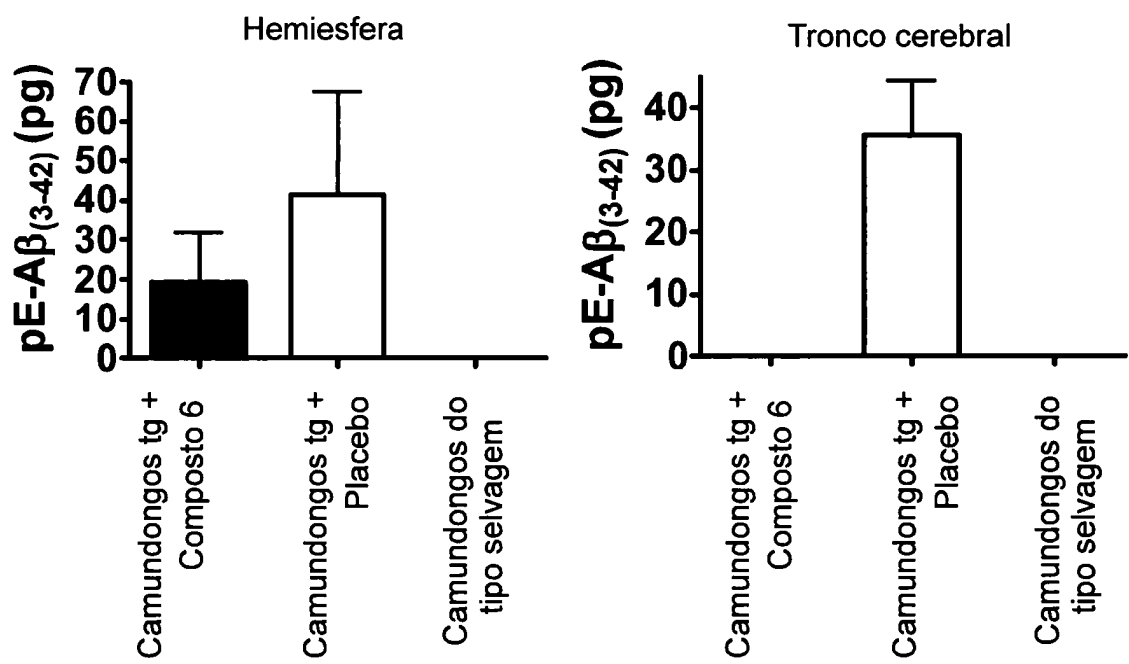 Hemiesfera
pE-Aβ(3-42) (pg)
70
60
50
40
30
20
10
0
Camundongos tg +
Composto 6
Camundongos tg +
Placebo
Camundongos do
tipo selvagem
Tronco cerebral
pE-Aβ(3-42) (pg)
40
30
20
10
0
Camundongos tg +
Composto 6
Camundongos tg +
Placebo
Camundongos do
tipo selvagem